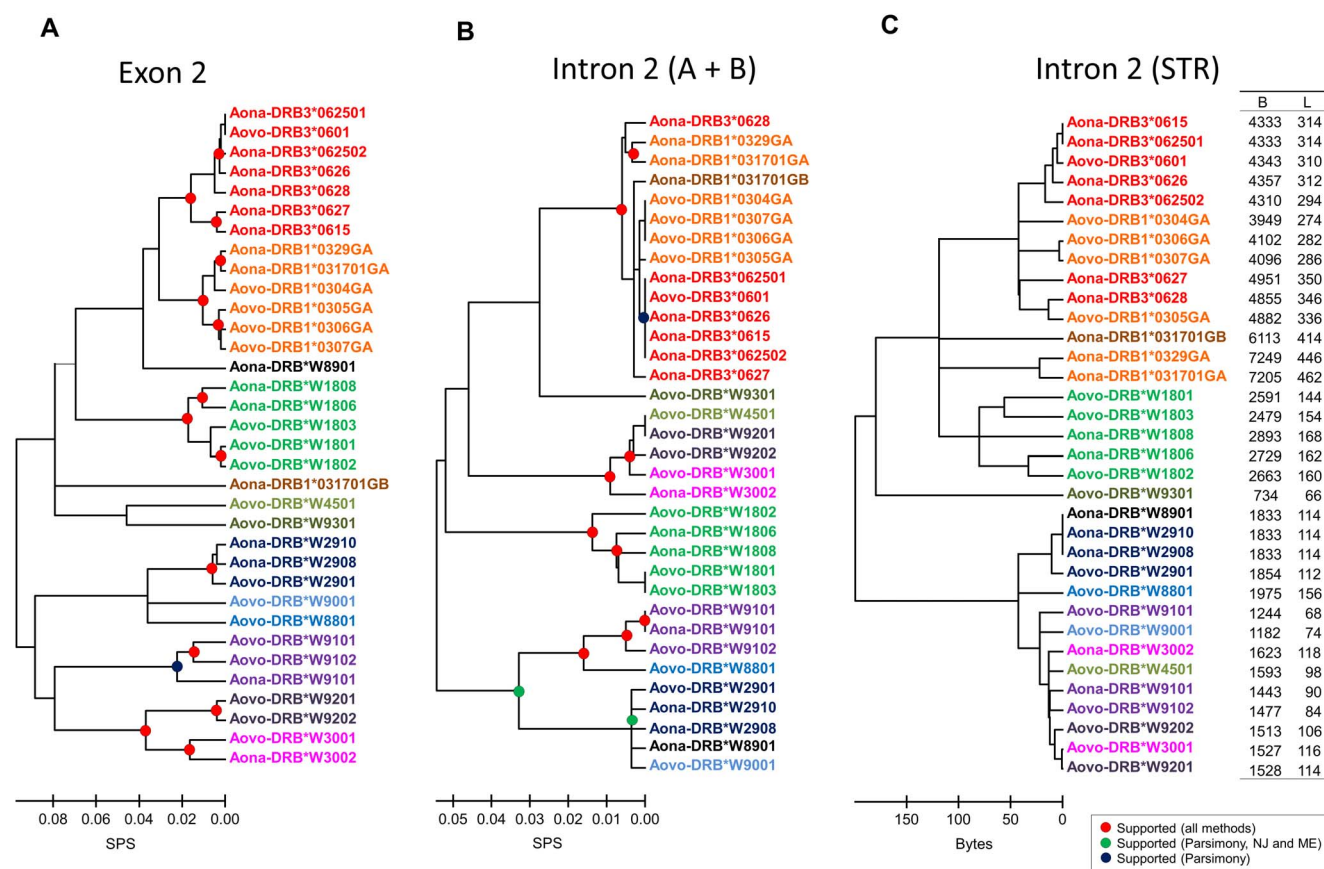 A
Exon 2
Aona-DRB3*062501
Aovo-DRB3*0601
Aona-DRB3*062502
Aona-DRB3*0626
Aona-DRB3*0628
Aona-DRB3*0627
Aona-DRB3*0615
Aona-DRB1*0329GA
Aona-DRB1*031701GA
Aovo-DRB1*0304GA
Aovo-DRB1*0305GA
Aovo-DRB1*0306GA
Aovo-DRB1*0307GA
Aona-DRB*W8901
Aona-DRB*W1808
Aona-DRB*W1806
Aovo-DRB*W1803
Aovo-DRB*W1801
Aovo-DRB*W1802
Aona-DRB1*031701GB
Aovo-DRB*W4501
Aovo-DRB*W9301
Aona-DRB*W2910
Aona-DRB*W2908
Aovo-DRB*W2901
Aovo-DRB*W9001
Aovo-DRB*W8801
Aovo-DRB*W9101
Aovo-DRB*W9102
Aona-DRB*W9101
Aovo-DRB*W9201
Aovo-DRB*W9202
Aovo-DRB*W3001
Aona-DRB*W3002
0.08 0.06 0.04 0.02 0.00
SPS
B
Intron 2 (A + B)
Aona-DRB3*0628
Aona-DRB1*0329GA
Aona-DRB1*031701GA
Aona-DRB1*031701GB
Aovo-DRB1*0304GA
Aovo-DRB1*0307GA
Aovo-DRB1*0306GA
Aovo-DRB1*0305GA
Aona-DRB3*062501
Aovo-DRB3*0601
Aona-DRB3*0626
Aona-DRB3*0615
Aona-DRB3*062502
Aona-DRB3*0627
Aovo-DRB*W9301
Aovo-DRB*W4501
Aovo-DRB*W9201
Aovo-DRB*W9202
Aovo-DRB*W3001
Aona-DRB*W3002
Aovo-DRB*W1802
Aona-DRB*W1806
Aona-DRB*W1808
Aovo-DRB*W1801
Aovo-DRB*W1803
Aovo-DRB*W9101
Aona-DRB*W9101
Aovo-DRB*W9102
Aovo-DRB*W8801
Aovo-DRB*W2901
Aona-DRB*W2910
Aona-DRB*W2908
Aona-DRB*W8901
Aovo-DRB*W9001
0.05 0.04 0.03 0.02 0.01 0.00
SPS
C
Intron 2 (STR)
B L
Aona-DRB3*0615 4333 314
Aona-DRB3*062501 4333 314
Aovo-DRB3*0601 4343 310
Aona-DRB3*0626 4357 312
Aona-DRB3*062502 4310 294
Aovo-DRB1*0304GA 3949 274
Aovo-DRB1*0306GA 4102 282
Aovo-DRB1*0307GA 4096 286
Aona-DRB3*0627 4951 350
Aona-DRB3*0628 4855 346
Aovo-DRB1*0305GA 4882 336
Aona-DRB1*031701GB 6113 414
Aona-DRB1*0329GA 7249 446
Aona-DRB1*031701GA 7205 462
Aovo-DRB*W1801 2591 144
Aovo-DRB*W1803 2479 154
Aona-DRB*W1808 2893 168
Aona-DRB*W1806 2729 162
Aovo-DRB*W1802 2663 160
Aovo-DRB*W9301 734 66
Aona-DRB*W8901 1833 114
Aona-DRB*W2910 1833 114
Aona-DRB*W2908 1833 114
Aovo-DRB*W2901 1854 112
Aovo-DRB*W8801 1975 156
Aovo-DRB*W9101 1244 68
Aovo-DRB*W9001 1182 74
Aona-DRB*W3002 1623 118
Aovo-DRB*W4501 1593 98
Aona-DRB*W9101 1443 90
Aovo-DRB*W9102 1477 84
Aovo-DRB*W9202 1513 106
Aovo-DRB*W3001 1527 116
Aovo-DRB*W9201 1528 114
150 100 50 0
Bytes
Supported (all methods)
Supported (Parsimony, NJ and ME)
Supported (Parsimony)